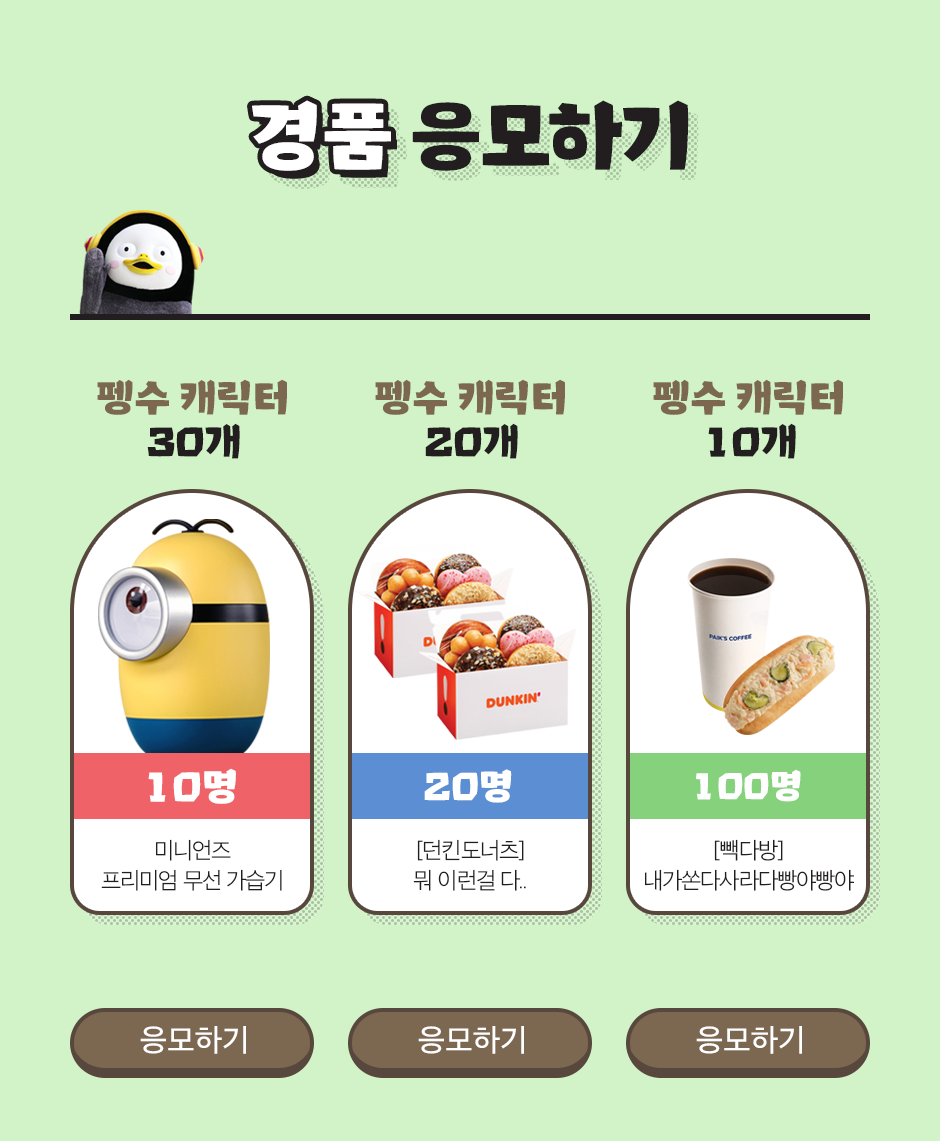 경품 응모하기
펭수 캐릭터
30개
펭수 캐릭터
20개
펭수 캐릭터
10개
DUNKIN'
PAIK'S COFFEE
10명
20명
100명
미니언즈
프리미엄 무선 가습기
[던킨도너츠]
뭐 이런걸 다..
[빽다방]
내가쏜다사라다빵야빵야
응모하기
응모하기
응모하기